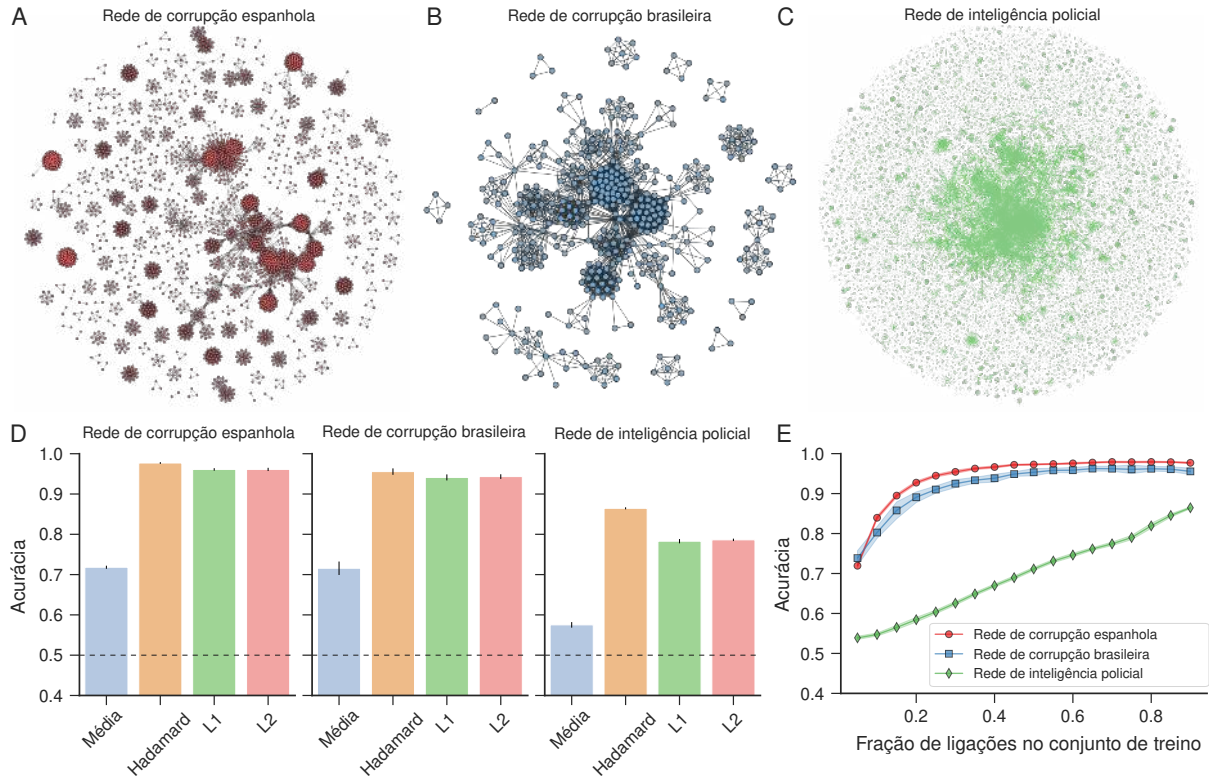 A
Rede de corrupção espanhola
B
Rede de corrupção brasileira
C
Rede de inteligência policial
D
Rede de corrupção espanhola
Rede de corrupção brasileira
Rede de inteligência policial
Acurácia
1.0
0.9
0.8
0.7
0.6
0.5
0.4
Média
Hadamard
L1
L2
Média
Hadamard
L1
L2
Média
Hadamard
L1
L2
E
Acurácia
1.0
0.9
0.8
0.7
0.6
0.5
0.4
Rede de corrupção espanhola
Rede de corrupção brasileira
Rede de inteligência policial
0.2
0.4
0.6
0.8
Fração de ligações no conjunto de treino